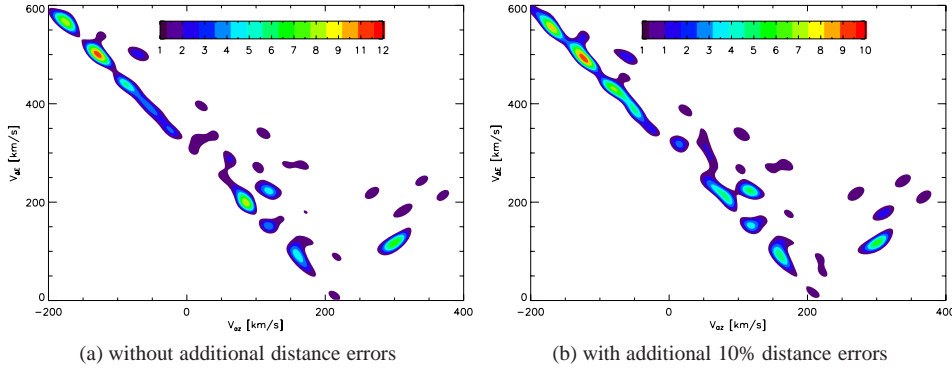 600
400
200
0
V_ΔE [km/s]
1 2 3 4 5 6 7 8 9 10 11 12
-200 0 200 400
V_az [km/s]
(a) without additional distance errors
600
400
200
0
V_ΔE [km/s]
1 2 3 4 5 6 7 8 9 10
-200 0 200 400
V_az [km/s]
(b) with additional 10% distance errors